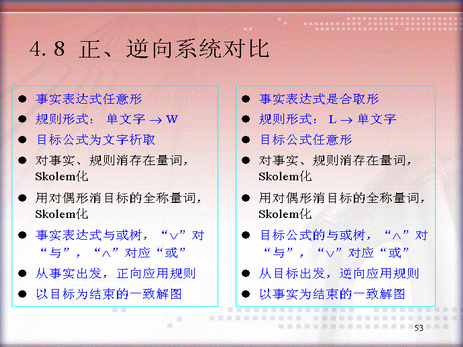 4.8 正、逆向系统对比
● 事实表达式任意形
● 规则形式: 单文字 → W
● 目标公式为文字析取
● 对事实、规则消存在量词,
Skolem化
● 用对偶形消目标的全称量词,
Skolem化
● 事实表达式与或树, “∨”对
“与”, “∧”对应“或”
● 从事实出发, 正向应用规则
● 以目标为结束的一致解图
● 事实表达式是合取形
● 规则形式: L → 单文字
● 目标公式任意形
● 对事实、规则消存在量词,
Skolem化
● 用对偶形消目标的全称量词,
Skolem化
● 目标公式的与或树, “∧”对
“与”, “∨”对应“或”
● 从目标出发, 逆向应用规则
● 以事实为结束的一致解图
53